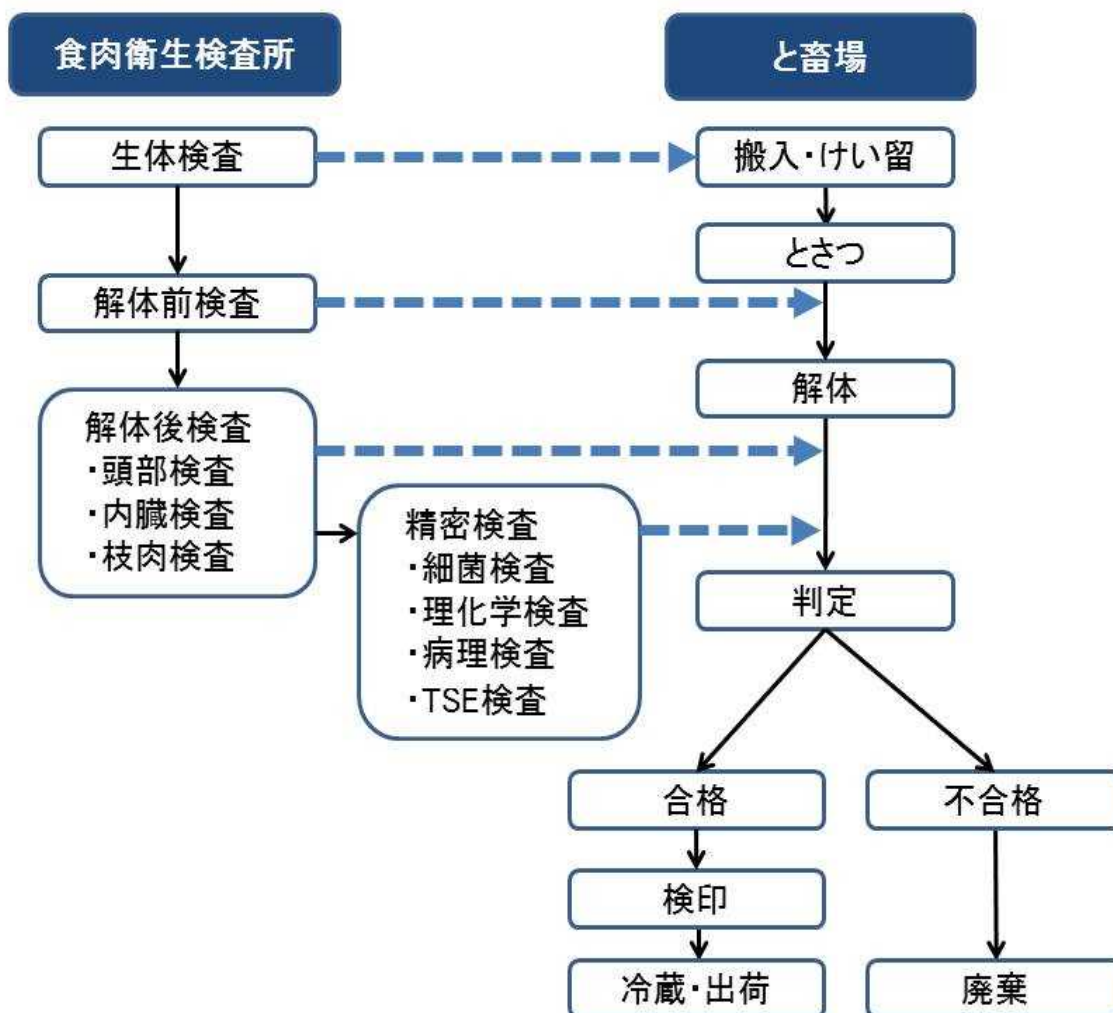 食肉衛生検査所
と畜場
生体検査
搬入・けい留
とさつ
解体前検査
解体
解体後検査
・頭部検査
・内臓検査
・枝肉検査
精密検査
・細菌検査
・理化学検査
・病理検査
・TSE検査
判定
合格
不合格
検印
冷蔵・出荷
廃棄